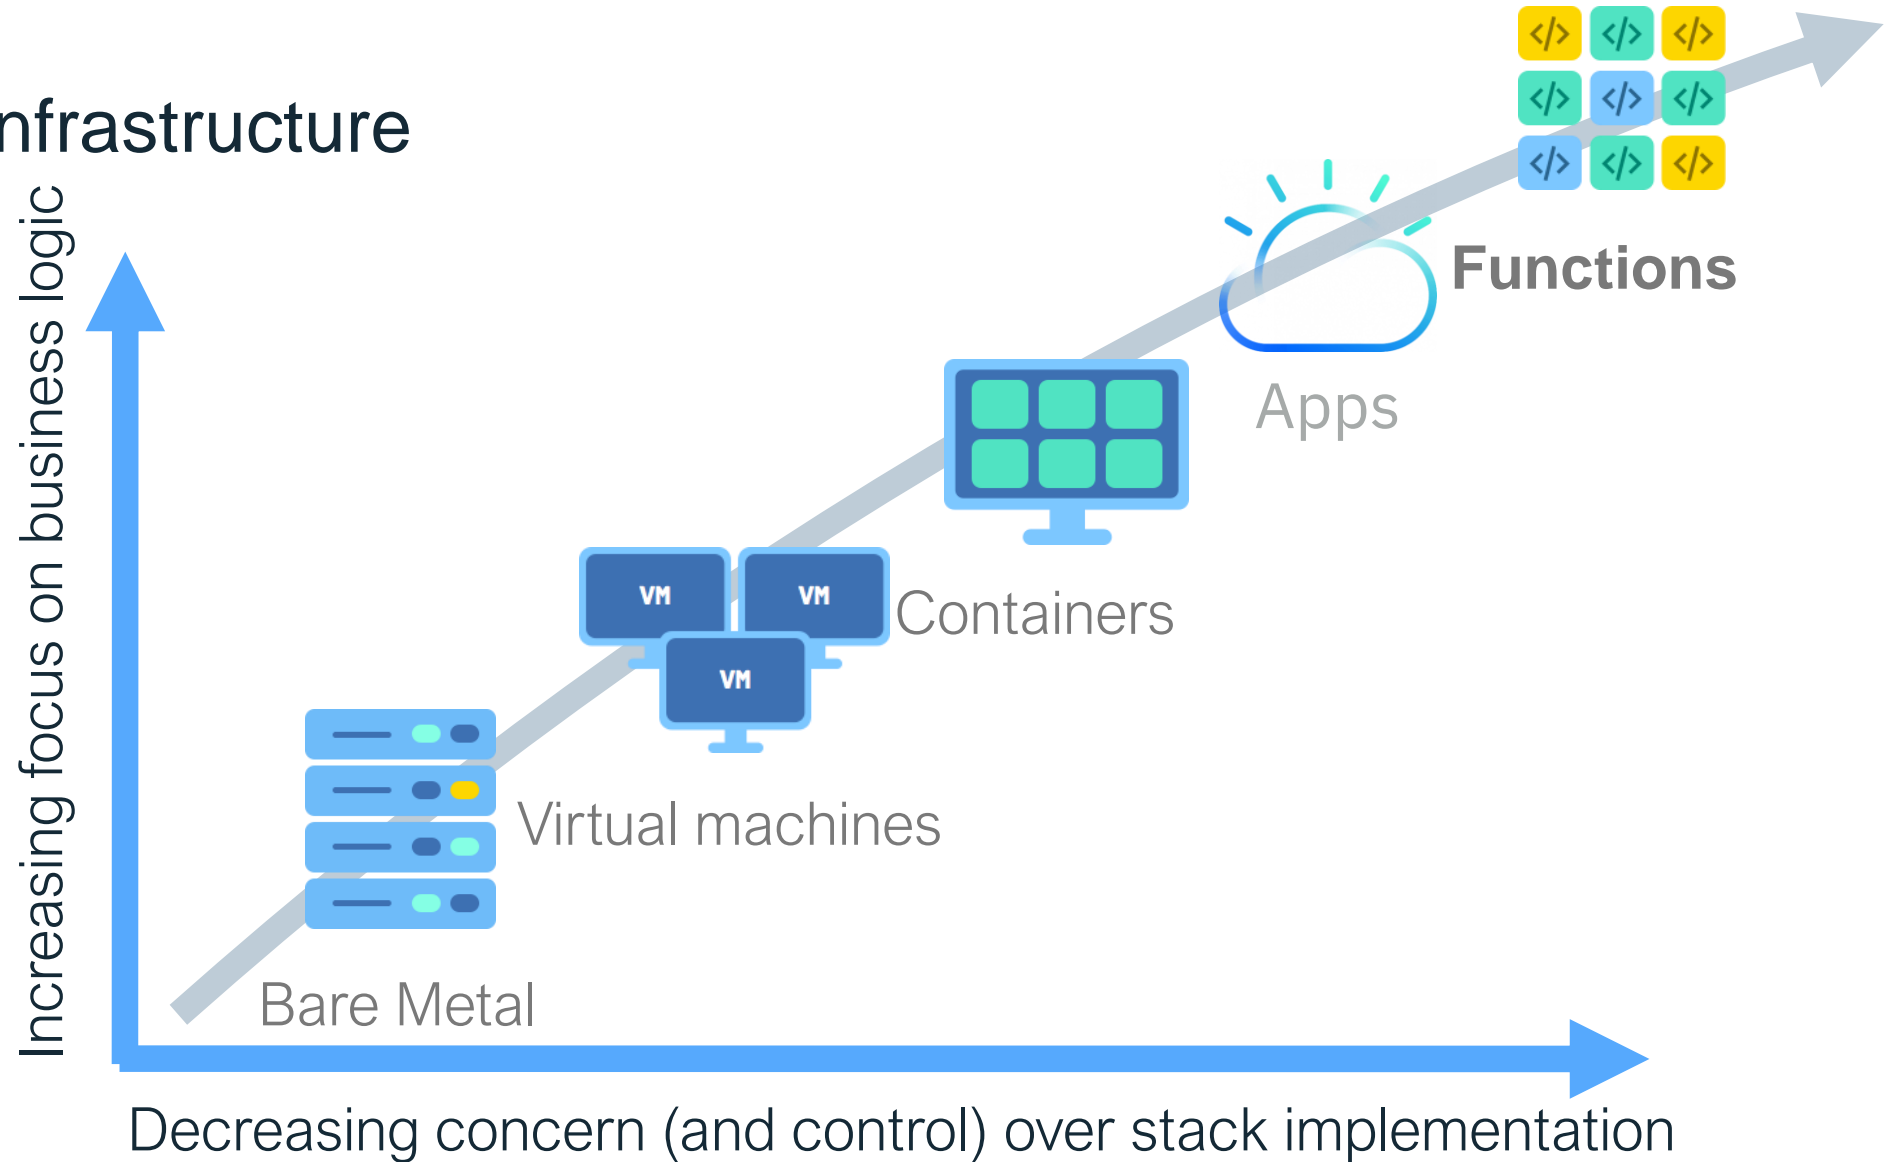 nfrastructure
Increasing focus on business logic
</> </> </>
</> </> </>
</> </> </>
Functions
Apps
Containers
VM VM
VM
Virtual machines
Bare Metal
Decreasing concern (and control) over stack implementation